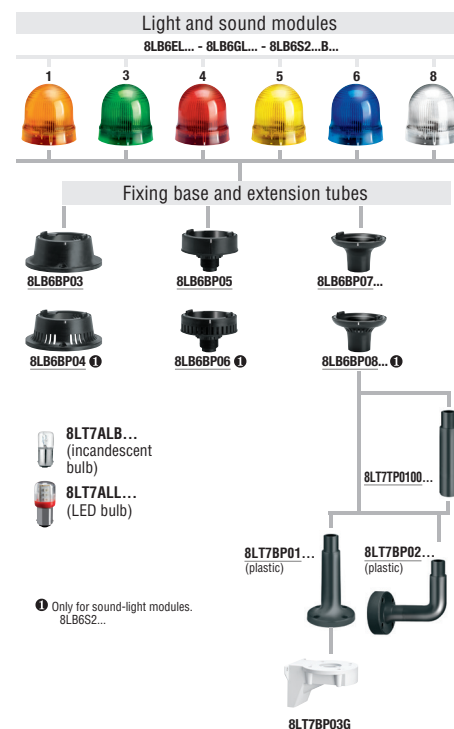 Light and sound modules
8LB6EL... - 8LB6GL... - 8LB6S2...B...
1 3 4 5 6 8
Fixing base and extension tubes
8LB6BP03 8LB6BP05 8LB6BP07...
8LB6BP04 ❶ 8LB6BP06 ❶ 8LB6BP08... ❶
8LT7ALB...
(incandescent
bulb)
8LT7TP0100...
8LT7ALL...
(LED bulb)
8LT7BP01... 8LT7BP02...
(plastic) (plastic)
❶ Only for sound-light modules.
8LB6S2...
8LT7BP03G